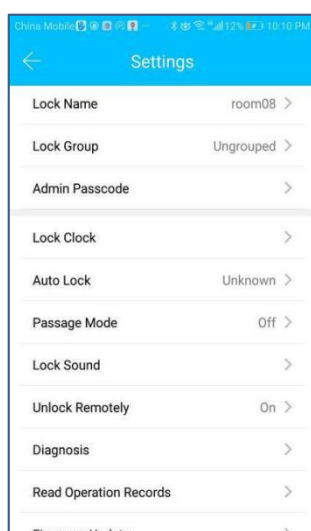 China Mobile 12% 10:10 PM
Settings
Lock Name room08
Lock Group Ungrouped
Admin Passcode
Lock Clock
Auto Lock Unknown
Passage Mode Off
Lock Sound
Unlock Remotely On
Diagnosis
Read Operation Records